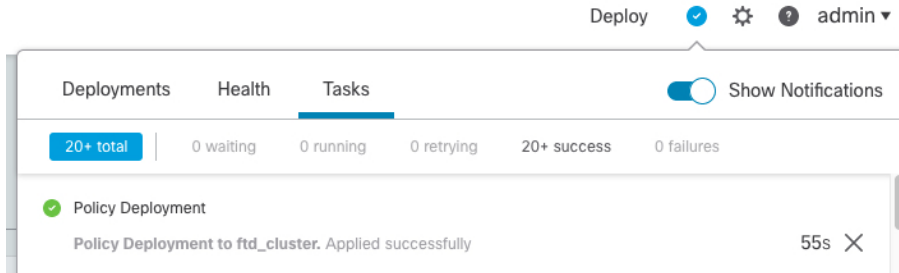 Deploy ? admin
Deployments Health Tasks Show Notifications
20+ total 0 waiting 0 running 0 retrying 20+ success 0 failures
Policy Deployment
Policy Deployment to ftd_cluster. Applied successfully 55s